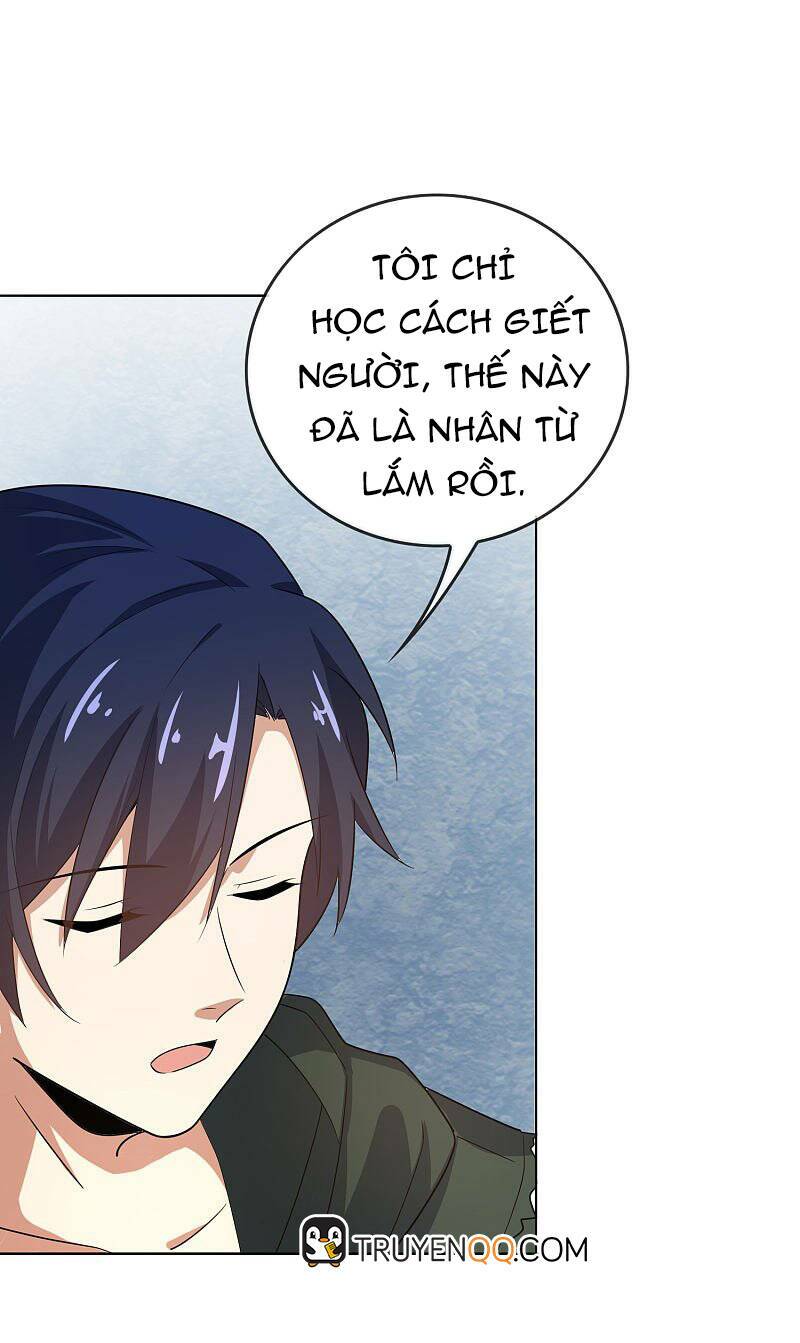 TÔI CHỈ
HỌC CÁCH GIẾT
NGƯỜI, THẾ NÀY
ĐÃ LÀ NHÂN TỪ
LẮM RỒI.
TRUYENQQ.COM